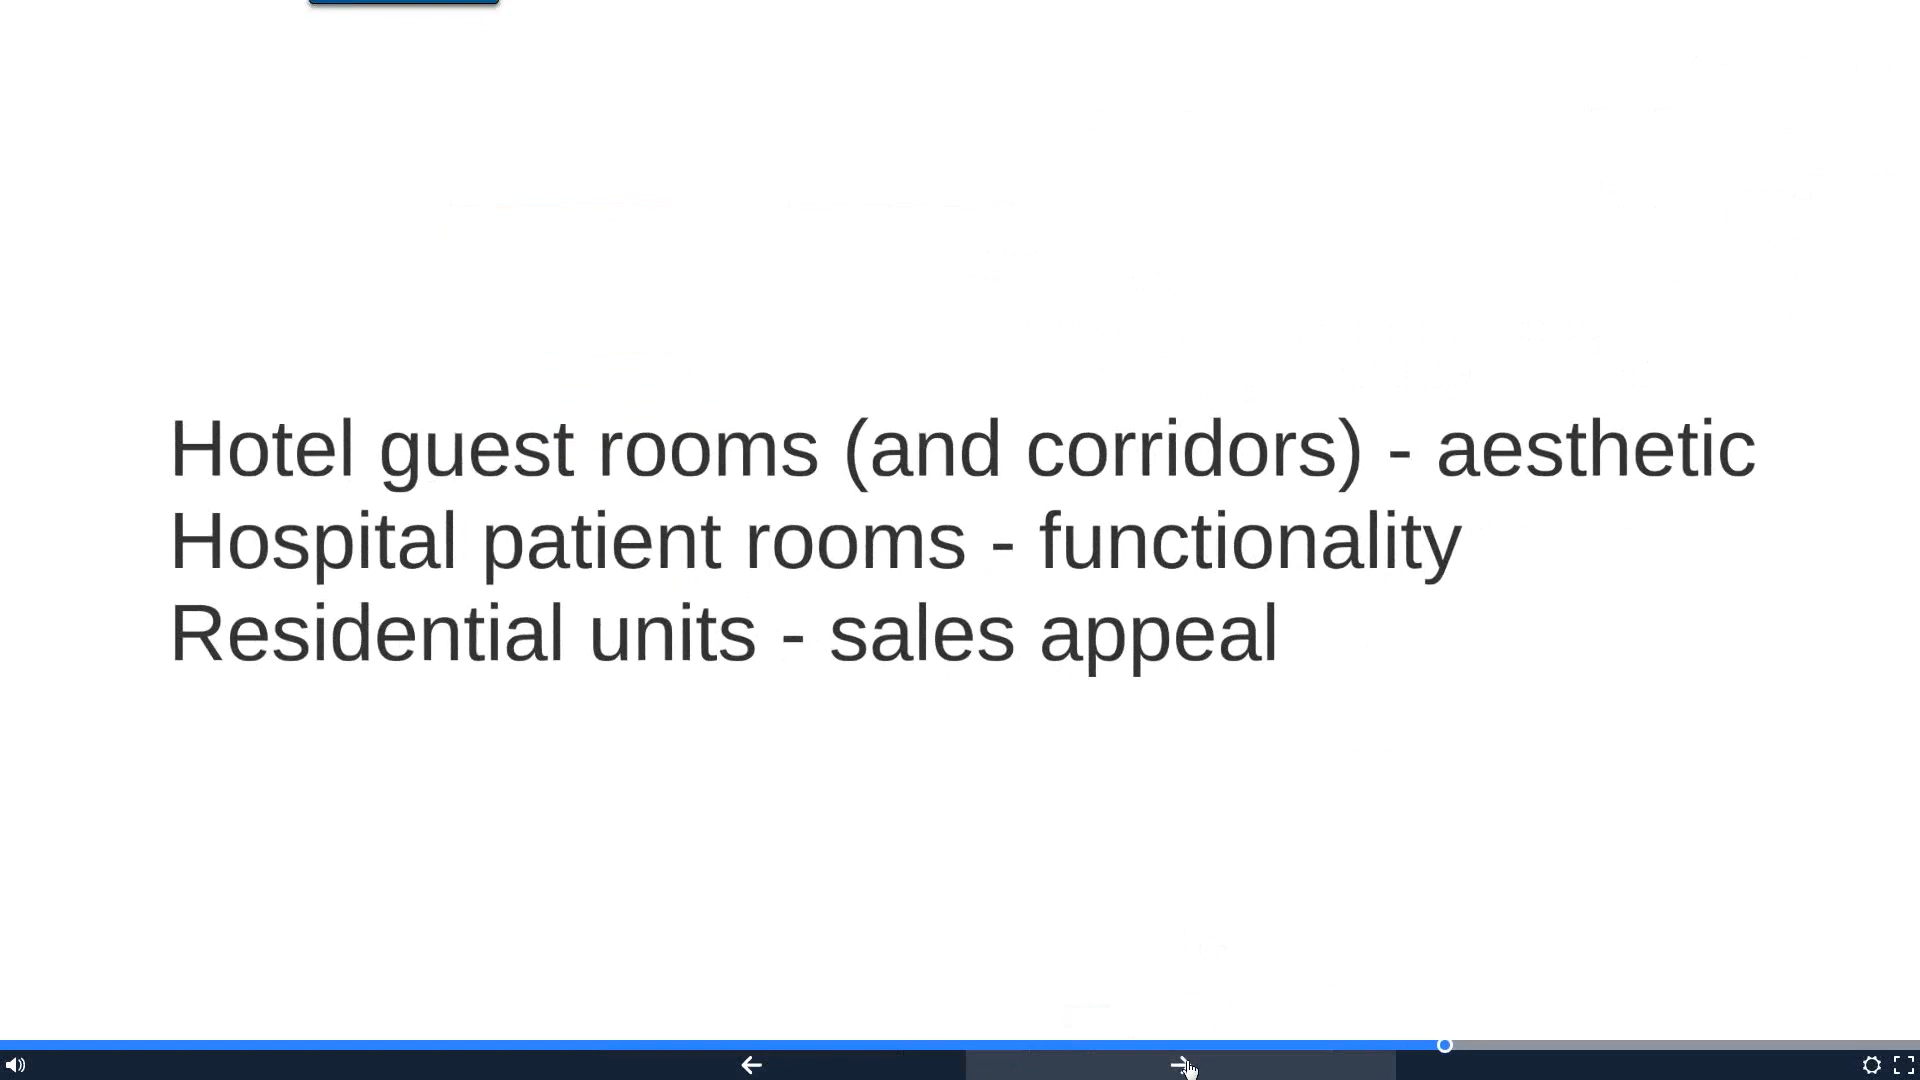 Hotel guest rooms (and corridors) - aesthetic
Hospital patient rooms - functionality
Residential units - sales appeal